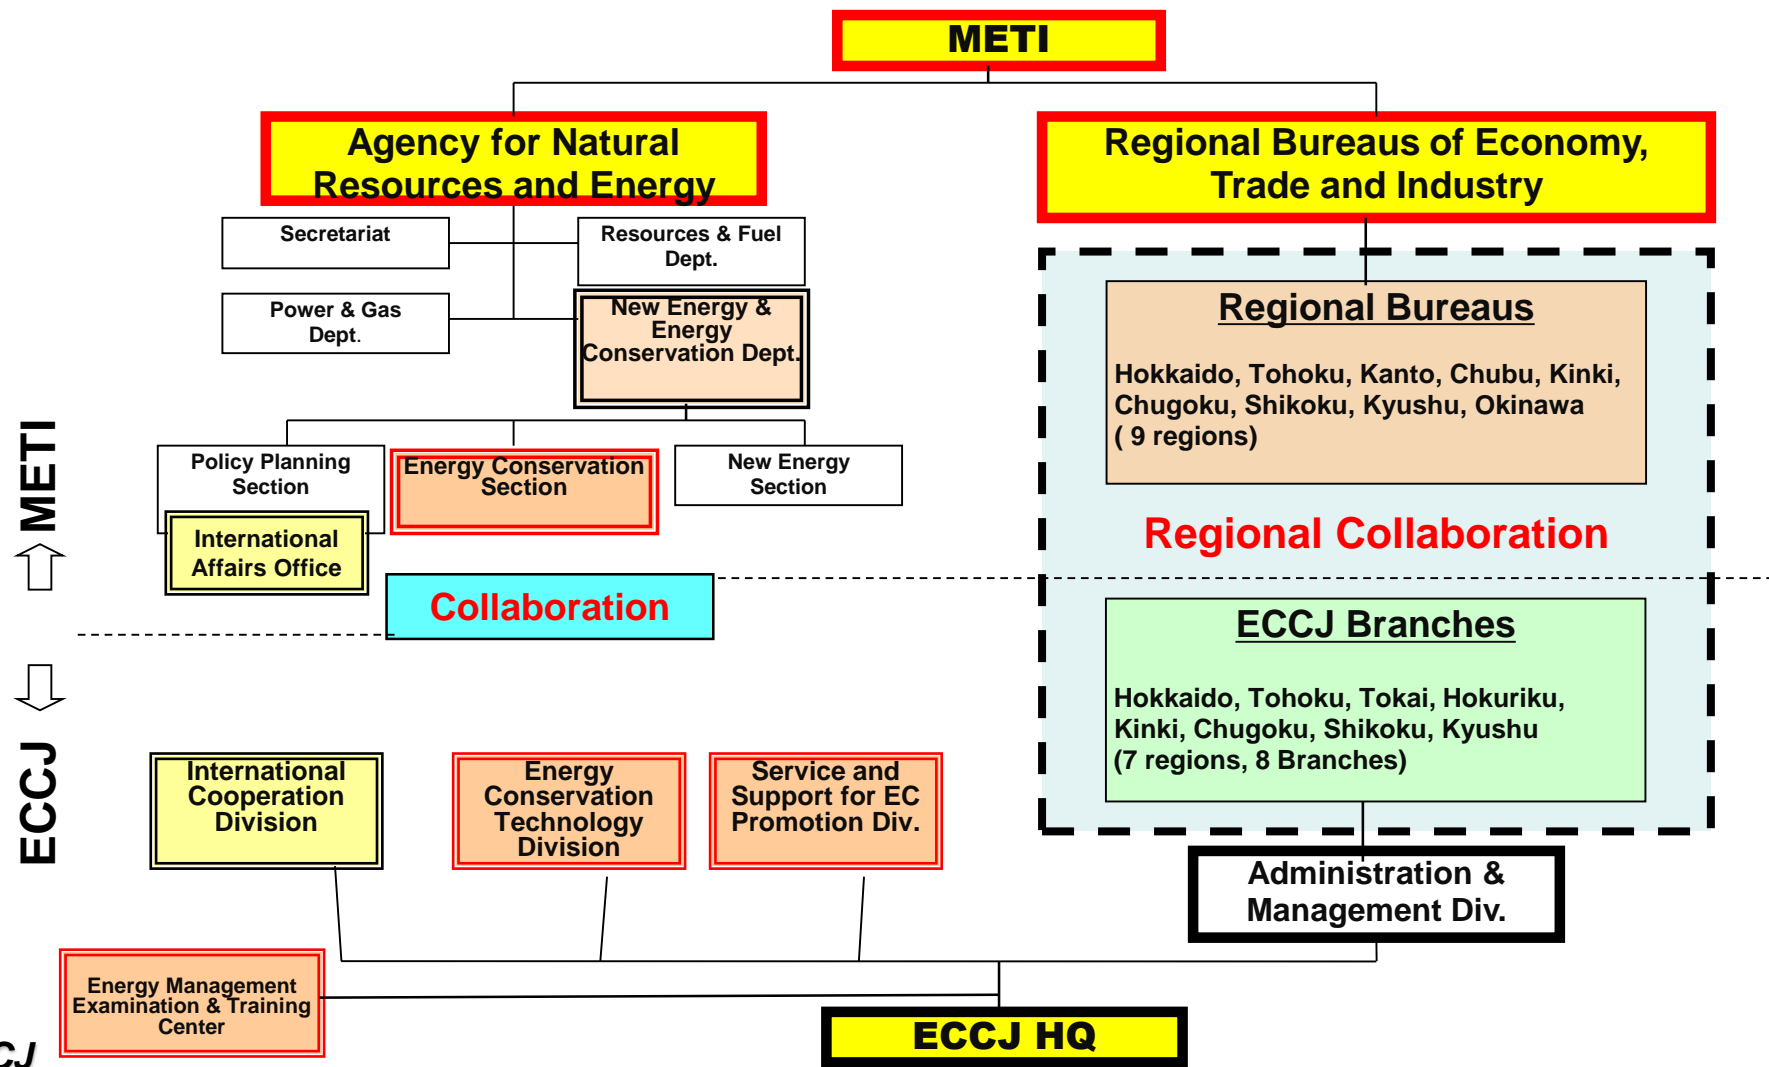 METI
Agency for Natural
Resources and Energy
Regional Bureaus of Economy,
Trade and Industry
Secretariat
Resources & Fuel
Dept.
Power & Gas
Dept.
New Energy &
Energy
Conservation Dept.
Regional Bureaus
Hokkaido, Tohoku, Kanto, Chubu, Kinki,
Chugoku, Shikoku, Kyushu, Okinawa
( 9 regions)
Policy Planning
Section
Energy Conservation
Section
New Energy
Section
International
Affairs Office
METI
Regional Collaboration
Collaboration
ECCJ Branches
Hokkaido, Tohoku, Tokai, Hokuriku,
Kinki, Chugoku, Shikoku, Kyushu
(7 regions, 8 Branches)
ECCJ
International
Cooperation
Division
Energy
Conservation
Technology
Division
Service and
Support for EC
Promotion Div.
Administration &
Management Div.
Energy Management
Examination & Training
Center
ECCJ HQ
CJ